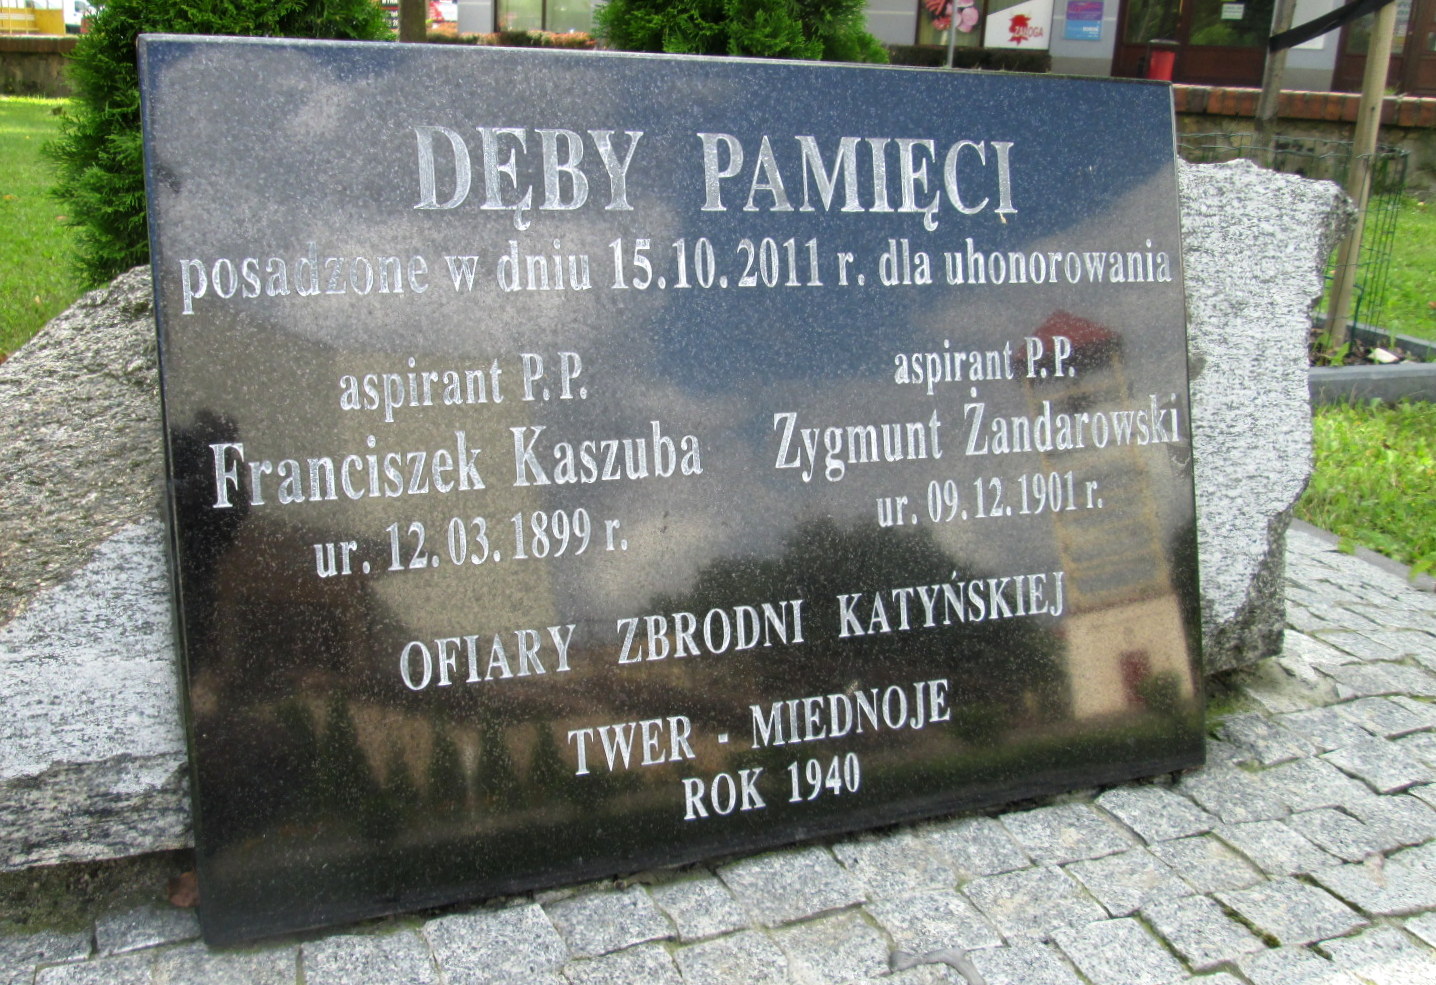 DĘBY PAMIĘCI
posadzone w dniu 15.10.2011 r. dla uhonorowania
aspirant P.P.
Franciszek Kaszuba
ur. 12.03.1899 r.
aspirant P.P.
Zygmunt Żandarowski
ur. 09.12.1901 r.
OFIARY ZBRODNI KATYŃSKIEJ
TWER - MIEDNOJE
ROK 1940